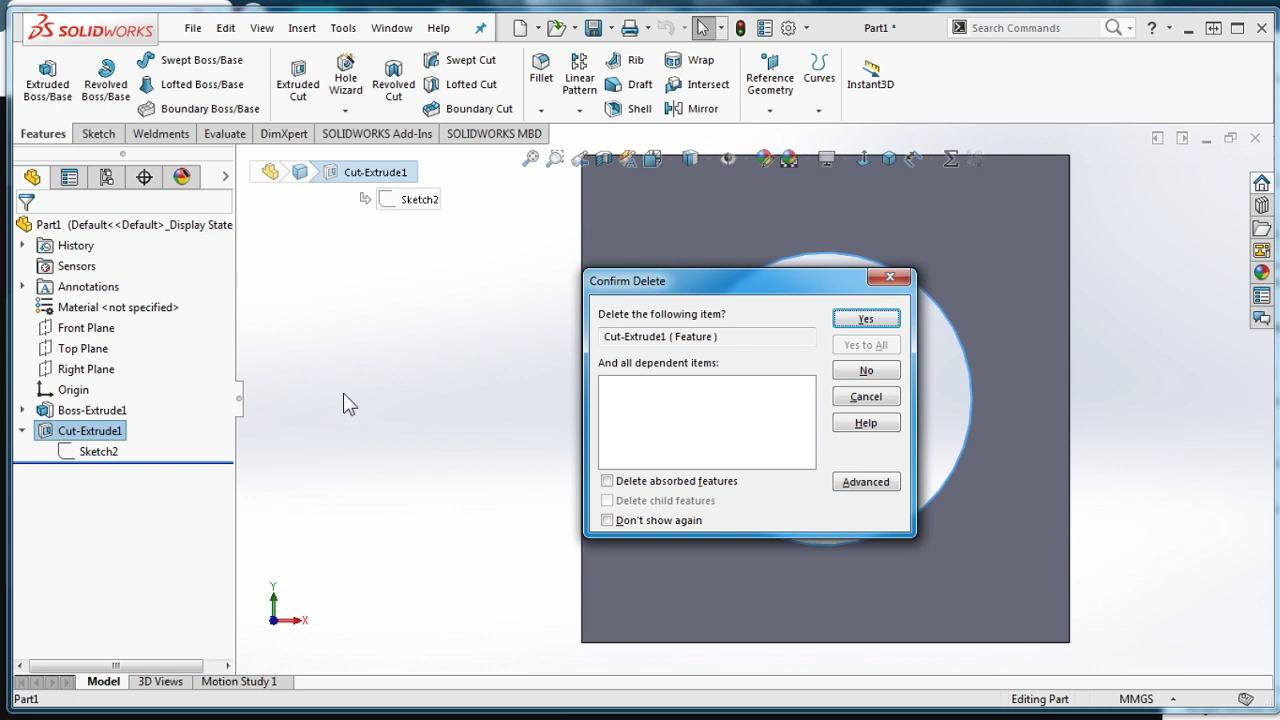 SOLIDWORKS File Edit View Insert Tools Window Help Part1 * Search Commands
Extruded Boss/Base
Revolved Boss/Base
Swept Boss/Base
Lofted Boss/Base
Boundary Boss/Base
Extruded Cut
Hole Wizard
Revolved Cut
Swept Cut
Lofted Cut
Boundary Cut
Fillet
Linear Pattern
Rib
Draft
Shell
Wrap
Intersect
Mirror
Reference Geometry
Curves
Instant3D
Features Sketch Weldments Evaluate DimXpert SOLIDWORKS Add-Ins SOLIDWORKS MBD
Cut-Extrude1
Sketch2
Part1 (Default<<Default>_Display State
History
Sensors
Annotations
Material <not specified>
Front Plane
Top Plane
Right Plane
Origin
Boss-Extrude1
Cut-Extrude1
Sketch2
Confirm Delete
Delete the following item?
Cut-Extrude1 ( Feature )
And all dependent items:
Delete absorbed features
Delete child features
Don't show again
Yes
Yes to All
No
Cancel
Help
Advanced
Y
X
Model 3D Views Motion Study 1
Part1 Editing Part MMGS